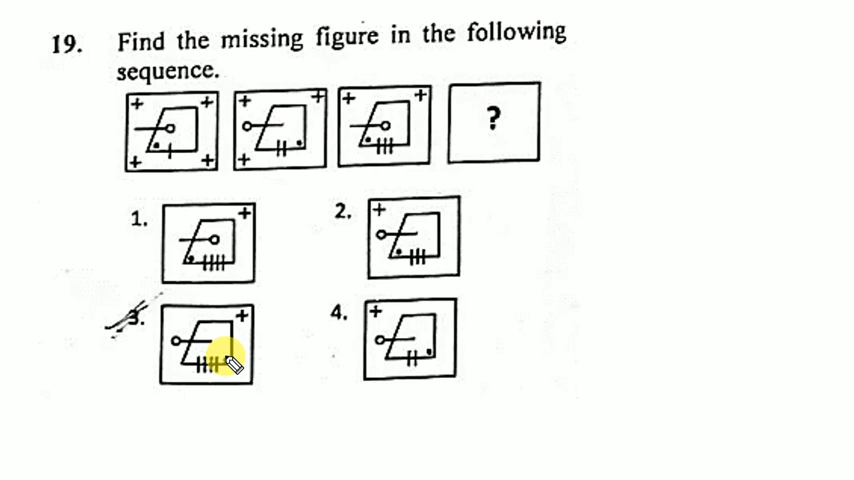 19. Find the missing figure in the following
sequence.
?
1.
2.
3.
4.